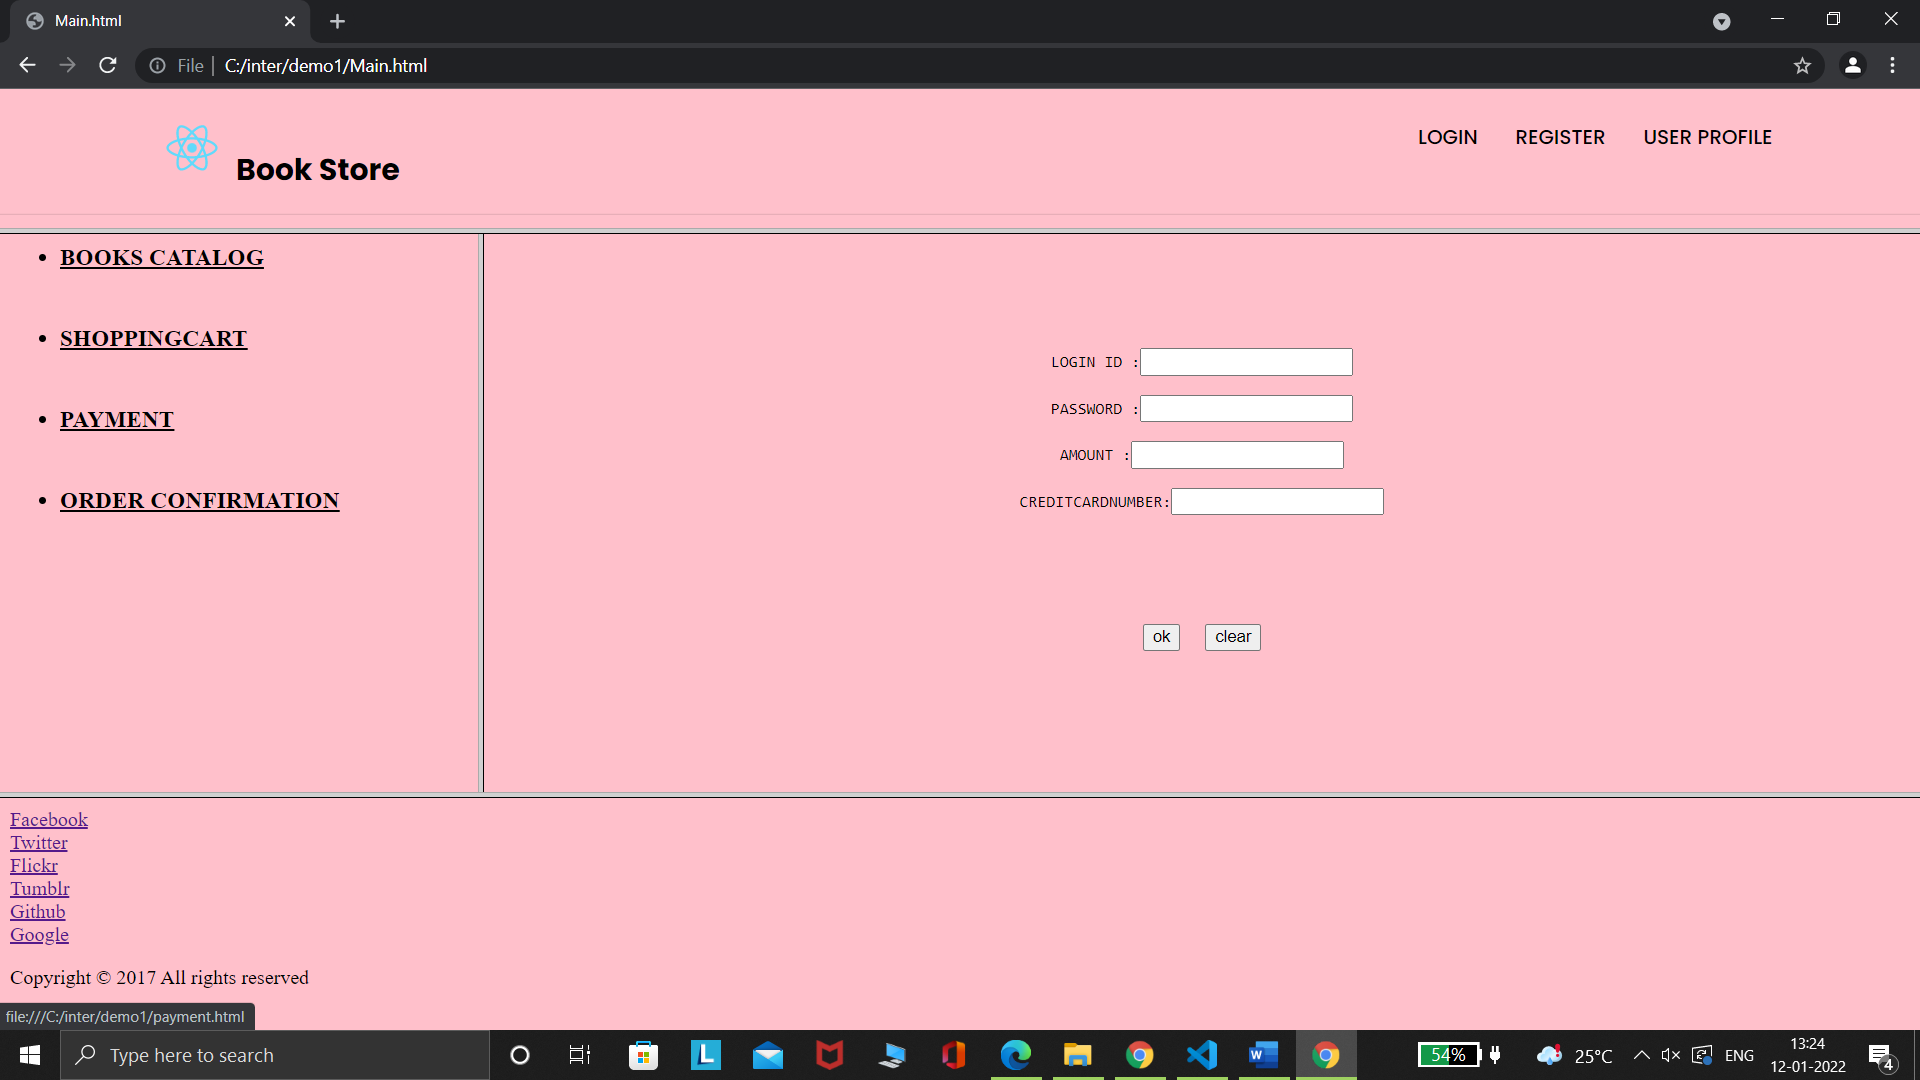 Main.html
File
C:/inter/demo1/Main.html
Book Store
LOGIN REGISTER USER PROFILE
BOOKS CATALOG
SHOPPINGCART
PAYMENT
ORDER CONFIRMATION
LOGIN ID :
PASSWORD :
AMOUNT :
CREDITCARDNUMBER:
ok clear
Facebook
Twitter
Flickr
Tumblr
Github
Google
Copyright © 2017 All rights reserved
file:///C:/inter/demo1/payment.html
Type here to search
L
W
54%
25°C
ENG
13:24
12-01-2022
4